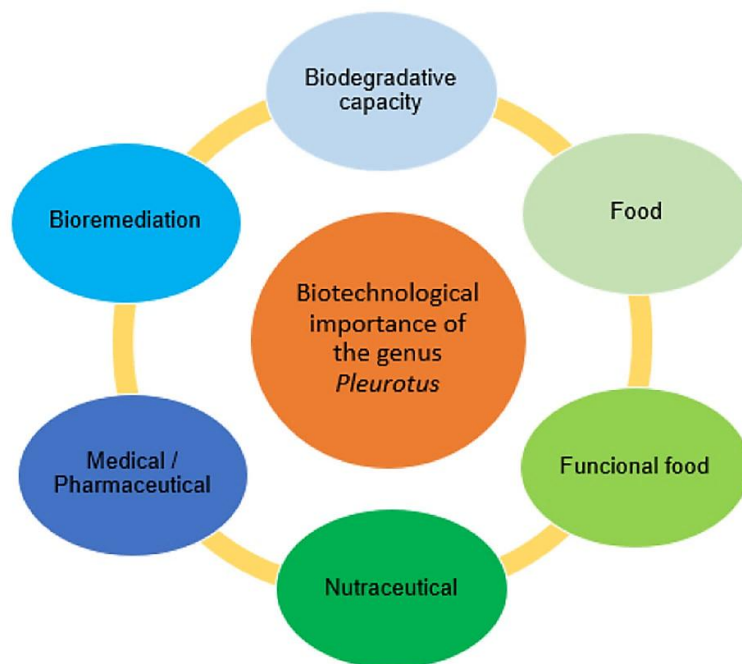 Biodegradative
capacity
Food
Funcional food
Nutraceutical
Medical /
Pharmaceutical
Bioremediation
Biotechnological
importance of
the genus
Pleurotus